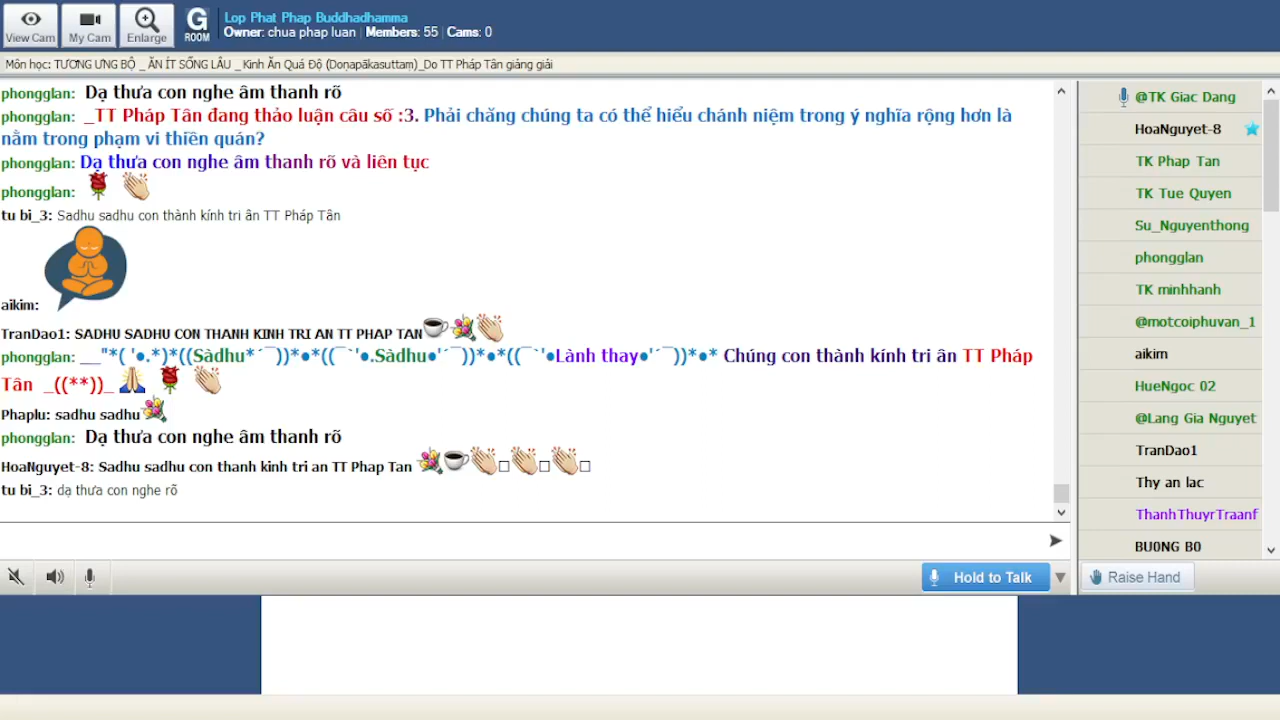 View Cam
My Cam
Enlarge
G
ROOM
Lop Phat Phap Buddhadhamma
Owner: chua phap luan | Members: 55 | Cams: 0
Môn học: TƯƠNG ƯNG BỘ _ ĂN ÍT SỐNG LÂU _ Kinh Ăn Quá Độ (Doṇapākasuttaṃ)_Do TT Pháp Tân giảng giải
phongglan: Dạ thưa con nghe âm thanh rõ
phongglan: _TT Pháp Tân đang thảo luận câu số :3. Phải chăng chúng ta có thể hiểu chánh niệm trong ý nghĩa rộng hơn là
nằm trong phạm vi thiền quán?
phongglan: Dạ thưa con nghe âm thanh rõ và liên tục
phongglan:
tu bi_3: Sadhu sadhu con thành kính tri ân TT Pháp Tân
aikim:
TranDao1: SADHU SADHU CON THANH KINH TRI AN TT PHAP TAN
phongglan: __"*( '●.*)*((Sàdhu*´¯))*●*((¯`'●.Sàdhu●'´¯))*●*((¯`'●Lành thay●'´¯))*●* Chúng con thành kính tri ân TT Pháp
Tân _((**))_
Phaplu: sadhu sadhu
phongglan: Dạ thưa con nghe âm thanh rõ
HoaNguyet-8: Sadhu sadhu con thanh kinh tri an TT Phap Tan
tu bi_3: dạ thưa con nghe rõ
Hold to Talk
@TK Giac Dang
HoaNguyet-8
TK Phap Tan
TK Tue Quyen
Su_Nguyenthong
phongglan
TK minhhanh
@motcoiphuvan_1
aikim
HueNgoc 02
@Lang Gia Nguyet
TranDao1
Thy an lac
ThanhThuyrTraanf
BU0NG B0
Raise Hand